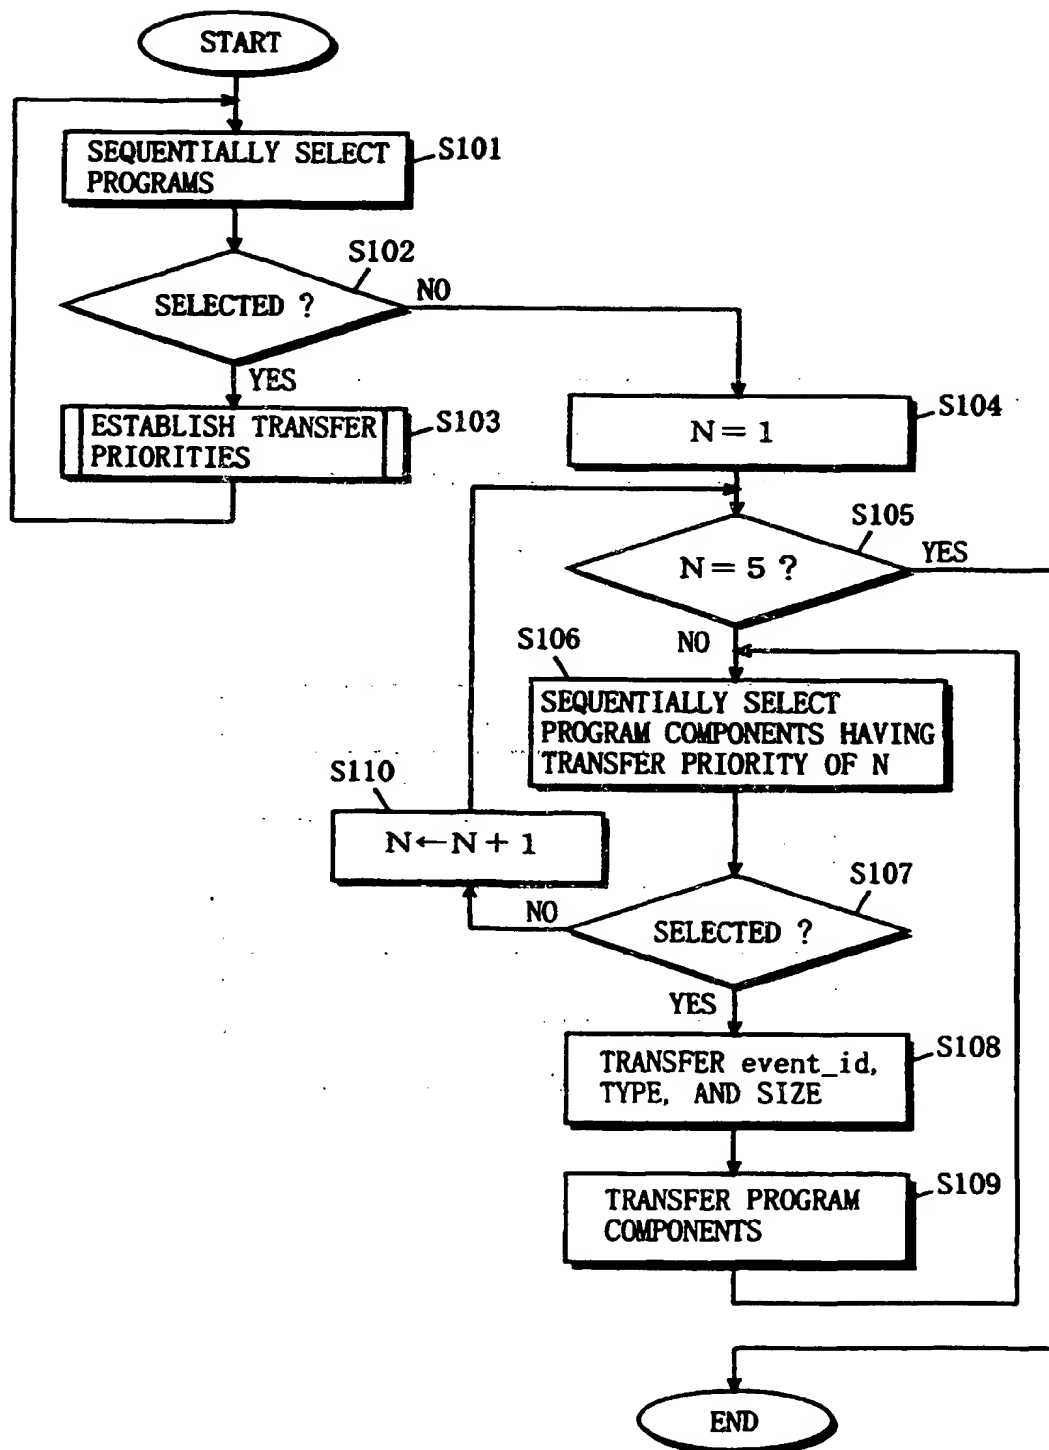 START
SEQUENTIALLY SELECT
PROGRAMS
S101
S102
SELECTED ?
NO
YES
ESTABLISH TRANSFER
PRIORITIES
S103
S104
N = 1
S105
N = 5 ?
YES
NO
S106
SEQUENTIALLY SELECT
PROGRAM COMPONENTS HAVING
TRANSFER PRIORITY OF N
S110
N←N + 1
S107
NO
SELECTED ?
YES
TRANSFER event_id,
TYPE, AND SIZE
S108
TRANSFER PROGRAM
COMPONENTS
S109
END